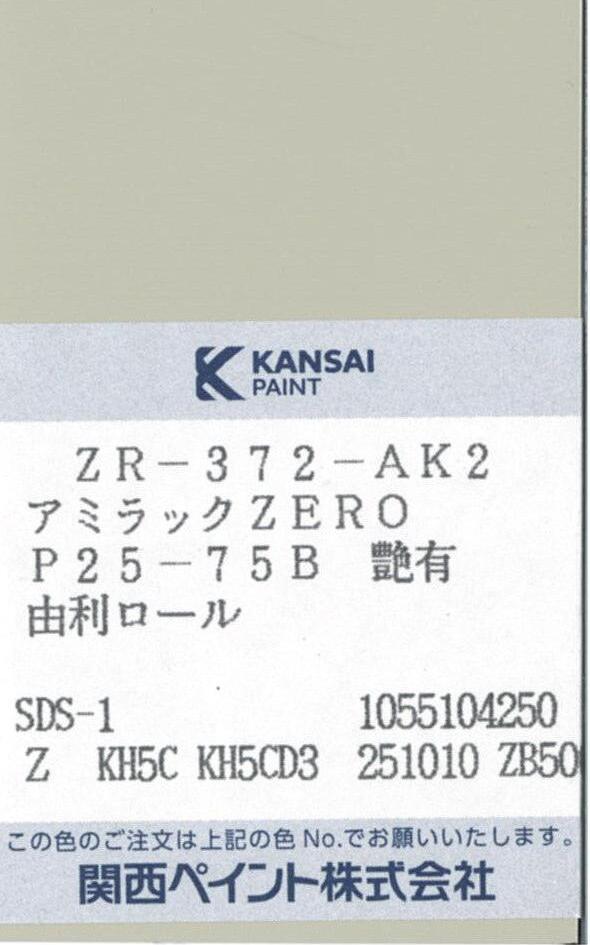 KANSAI
PAINT
ZR-372-AK2
アミラックZERO
P25-75B 艶有
由利ロール
SDS-1 1055104250
Z KH5C KH5CD3 251010 ZB50
この色のご注文は上記の色 No.でお願いいたします。
関西ペイント株式会社